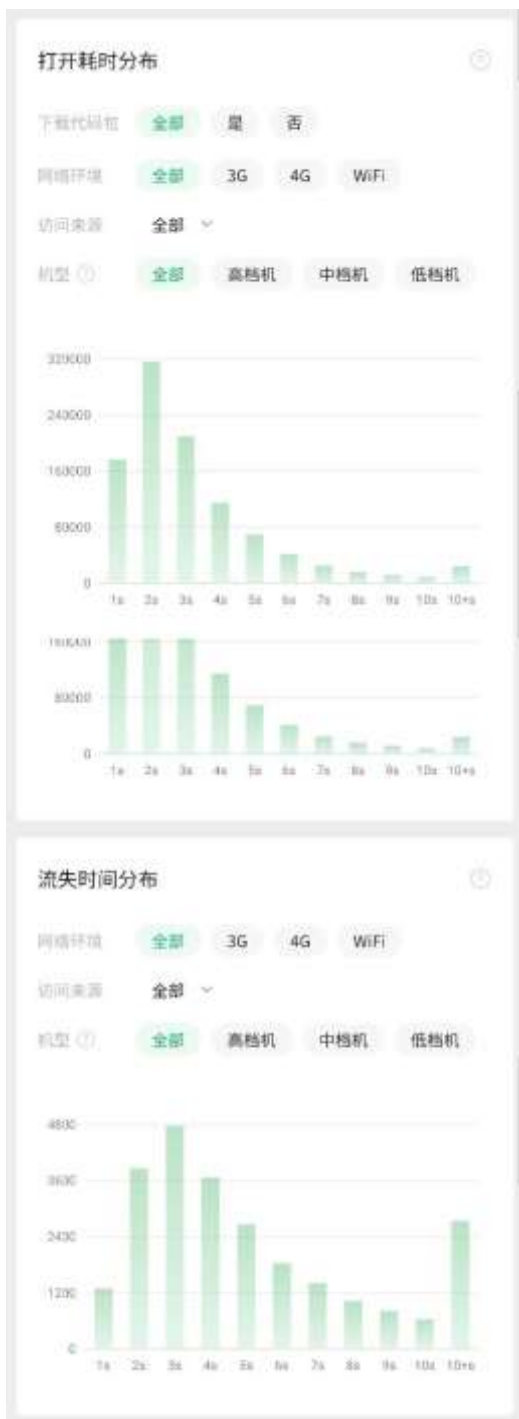 打开耗时分布
下载代码包 全部 是 否
网络环境 全部 3G 4G WiFi
访问来源 全部
机型 ? 全部 高档机 中档机 低档机
320000
240000
160000
80000
0
1s 2s 3s 4s 5s 6s 7s 8s 9s 10s 10+s
160000
80000
0
1s 2s 3s 4s 5s 6s 7s 8s 9s 10s 10+s
流失时间分布
网络环境 全部 3G 4G WiFi
访问来源 全部
机型 ? 全部 高档机 中档机 低档机
4800
3600
2400
1200
0
1s 2s 3s 4s 5s 6s 7s 8s 9s 10s 10+s